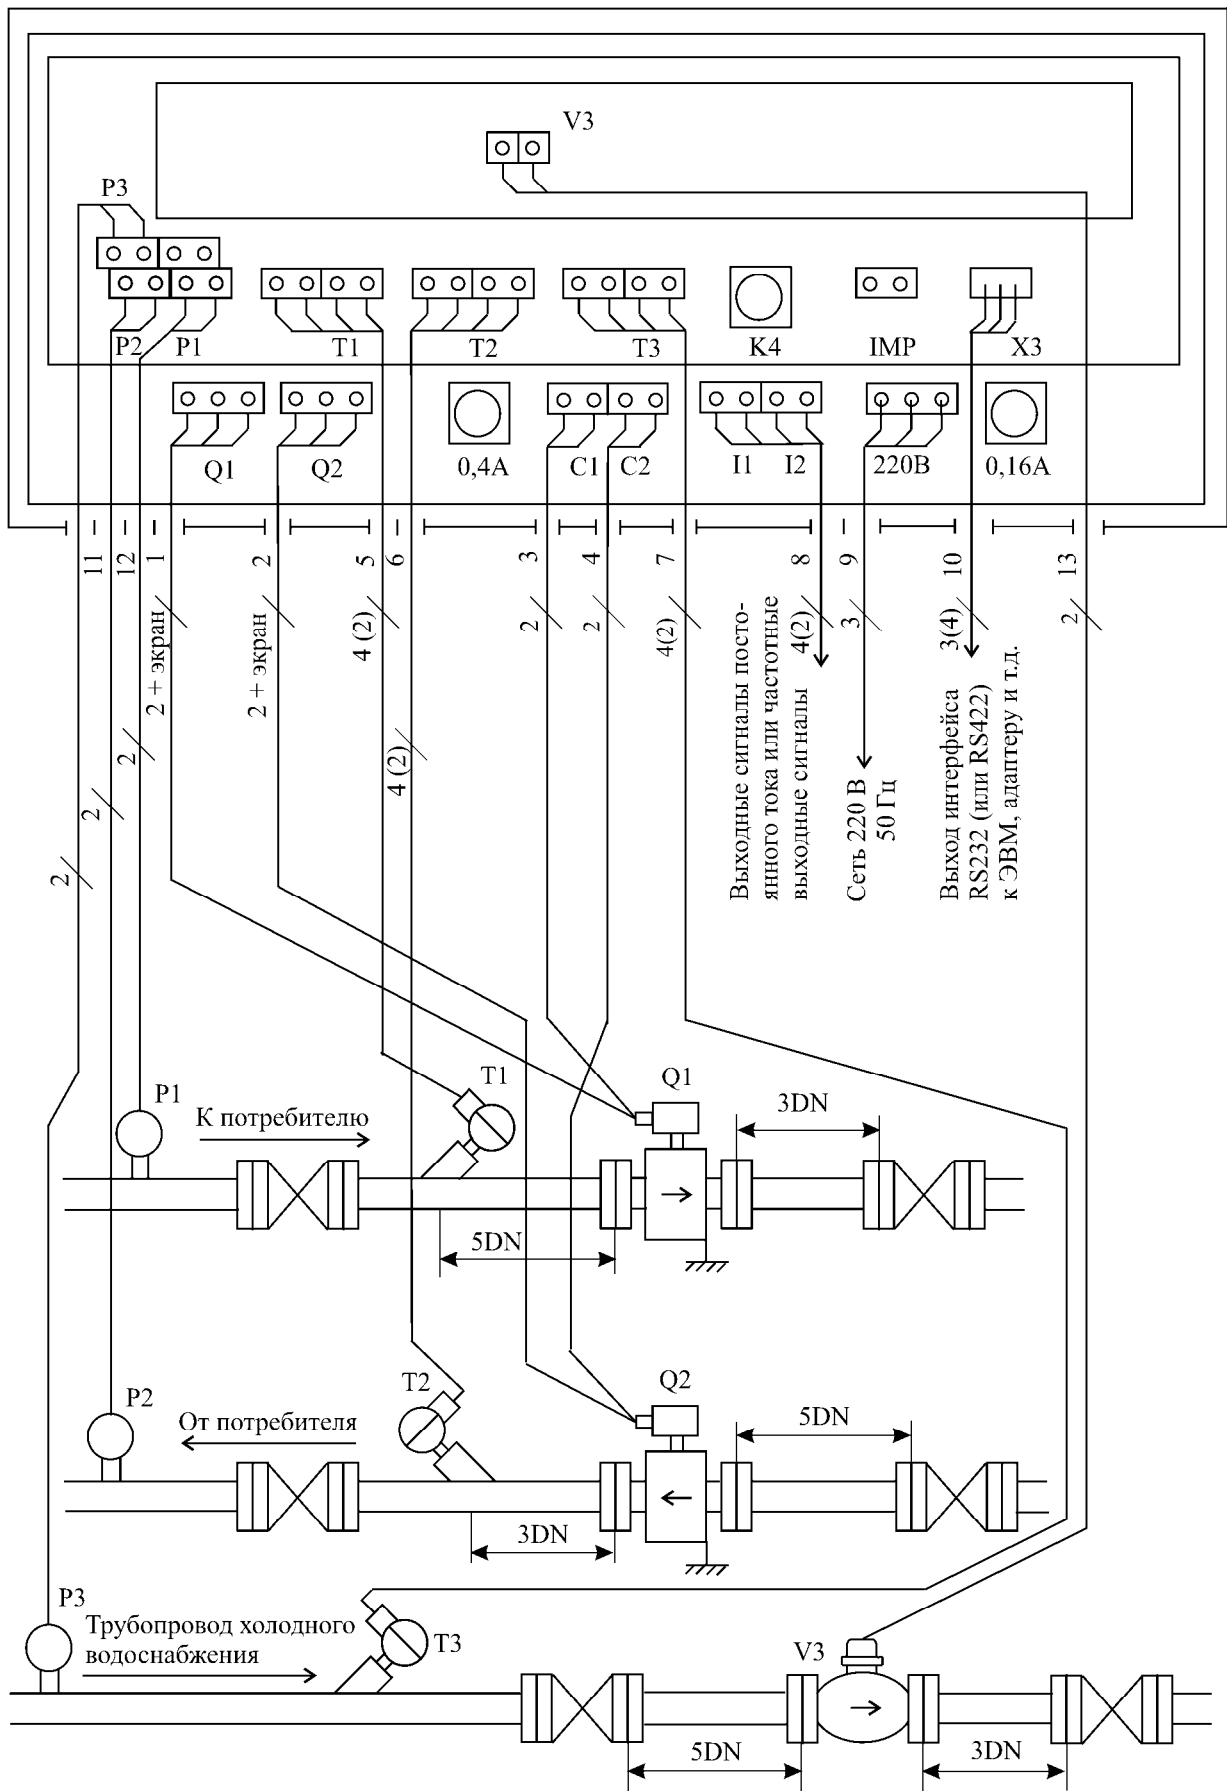 V3
P3
P2
P1
T1
T2
T3
K4
IMP
X3
Q1
Q2
0,4А
C1
C2
I1
I2
220В
0,16А
11
12
1
2
5
6
3
4
7
8
9
10
13
2 + экран
2 + экран
4 (2)
4 (2)
2
2
4(2)
4(2)
3
3(4)
2
2
2
2
Выходные сигналы посто-
янного тока или частотные
выходные сигналы
Сеть 220 В
50 Гц
Выход интерфейса
RS232 (или RS422)
к ЭВМ, адаптеру и т.д.
P1
К потребителю
T1
Q1
3DN
5DN
P2
От потребителя
T2
Q2
5DN
3DN
P3
Трубопровод холодного
водоснабжения
T3
V3
5DN
3DN